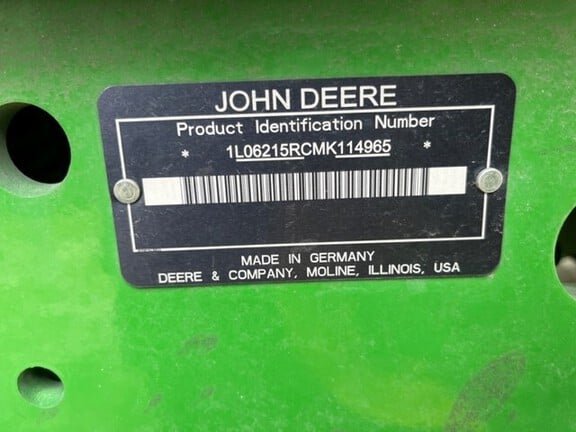 JOHN DEERE
Product Identification Number
* 1L06215RCMK114965 *
MADE IN GERMANY
DEERE & COMPANY, MOLINE, ILLINOIS, USA